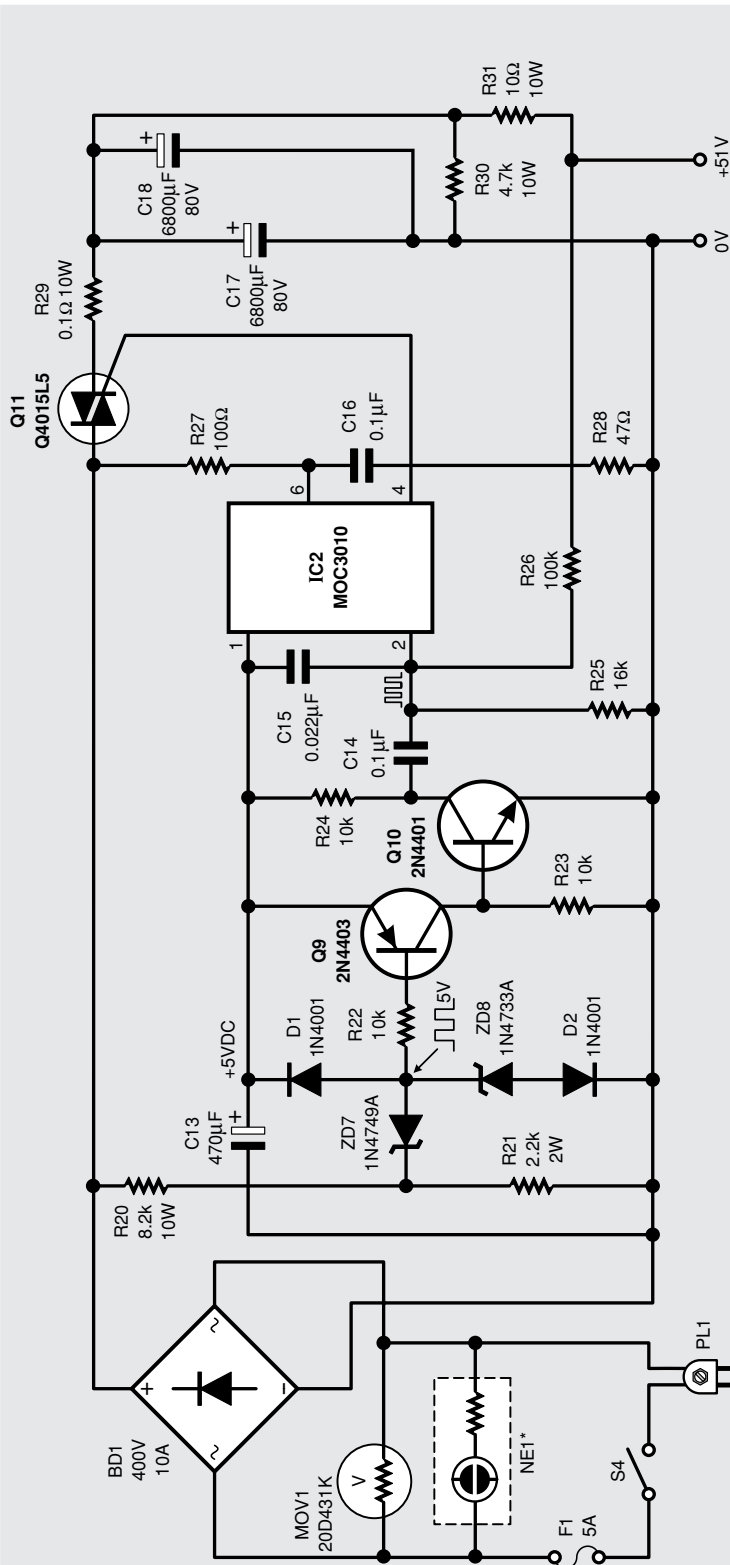 R31
10Ω
10W
C18
6800µF
80V
+
R30
4.7k
10W
+51V
0V
C17
6800µF
80V
+
R29
0.1Ω 10W
Q11
Q4015L5
R27
100Ω
C16
0.1µF
R28
47Ω
6
4
IC2
MOC3010
1
2
R26
100k
C15
0.022µF
R25
16k
C14
0.1µF
R24
10k
Q10
2N4401
R23
10k
Q9
2N4403
R22
10k
5V
ZD8
1N4733A
D2
1N4001
D1
1N4001
+5VDC
ZD7
1N4749A
C13
470µF
+
R21
2.2k
2W
R20
8.2k
10W
BD1
400V
10A
+
~
~
–
MOV1
20D431K
V
NE1*
PL1
S4
F1
5A